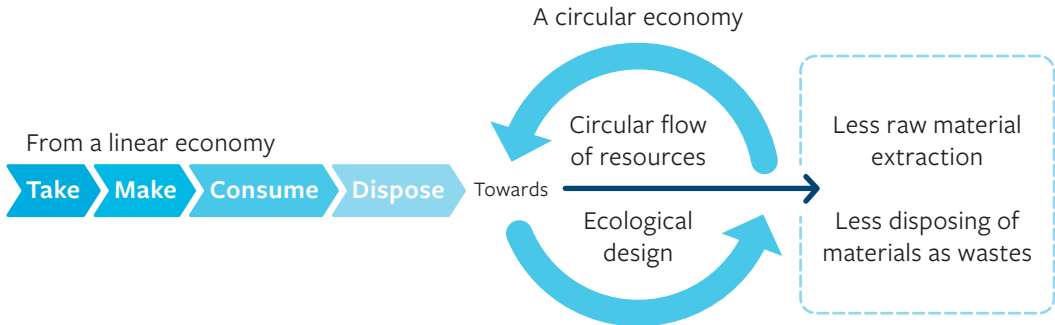 A circular economy
From a linear economy
Take
Make
Consume
Dispose
Towards
Circular flow
of resources
Ecological
design
Less raw material
extraction
Less disposing of
materials as wastes